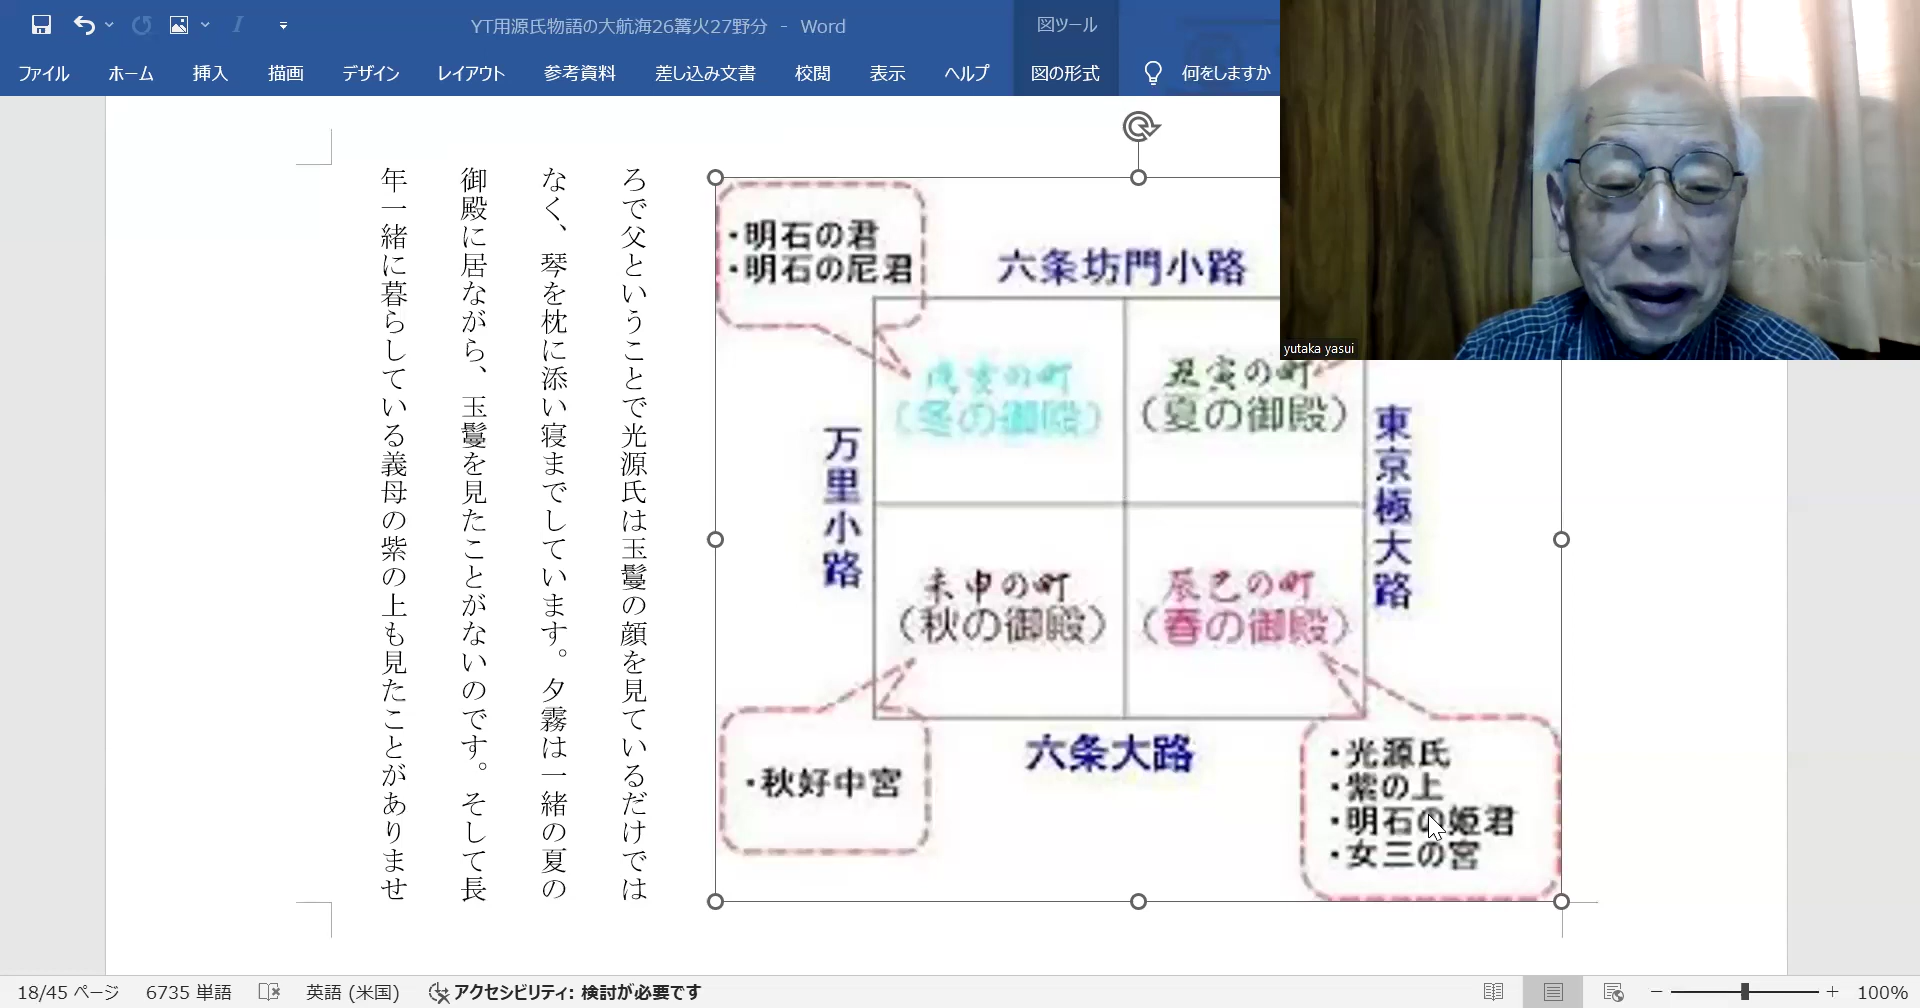 YT用源氏物語の大航海26篝火27野分 - Word
図ツール
ファイル ホーム 挿入 描画 デザイン レイアウト 参考資料 差し込み文書 校閲 表示 ヘルプ 図の形式 何をしますか
yutaka yasui
・明石の君
・明石の尼君
六条坊門小路
戌亥の町
(冬の御殿)
丑寅の町
(夏の御殿)
万里小路
東京極大路
未申の町
(秋の御殿)
辰巳の町
(春の御殿)
六条大路
・秋好中宮
・光源氏
・紫の上
・明石の姫君
・女三の宮
ろで父ということで光源氏は玉鬘の顔を見ているだけでは
なく、琴を枕に添い寝までしています。夕霧は一緒の夏の
御殿に居ながら、玉鬘を見たことがないのです。そして長
年一緒に暮らしている義母の紫の上も見たことがありませ
18/45 ページ 6735 単語 英語 (米国) アクセシビリティ: 検討が必要です 100%